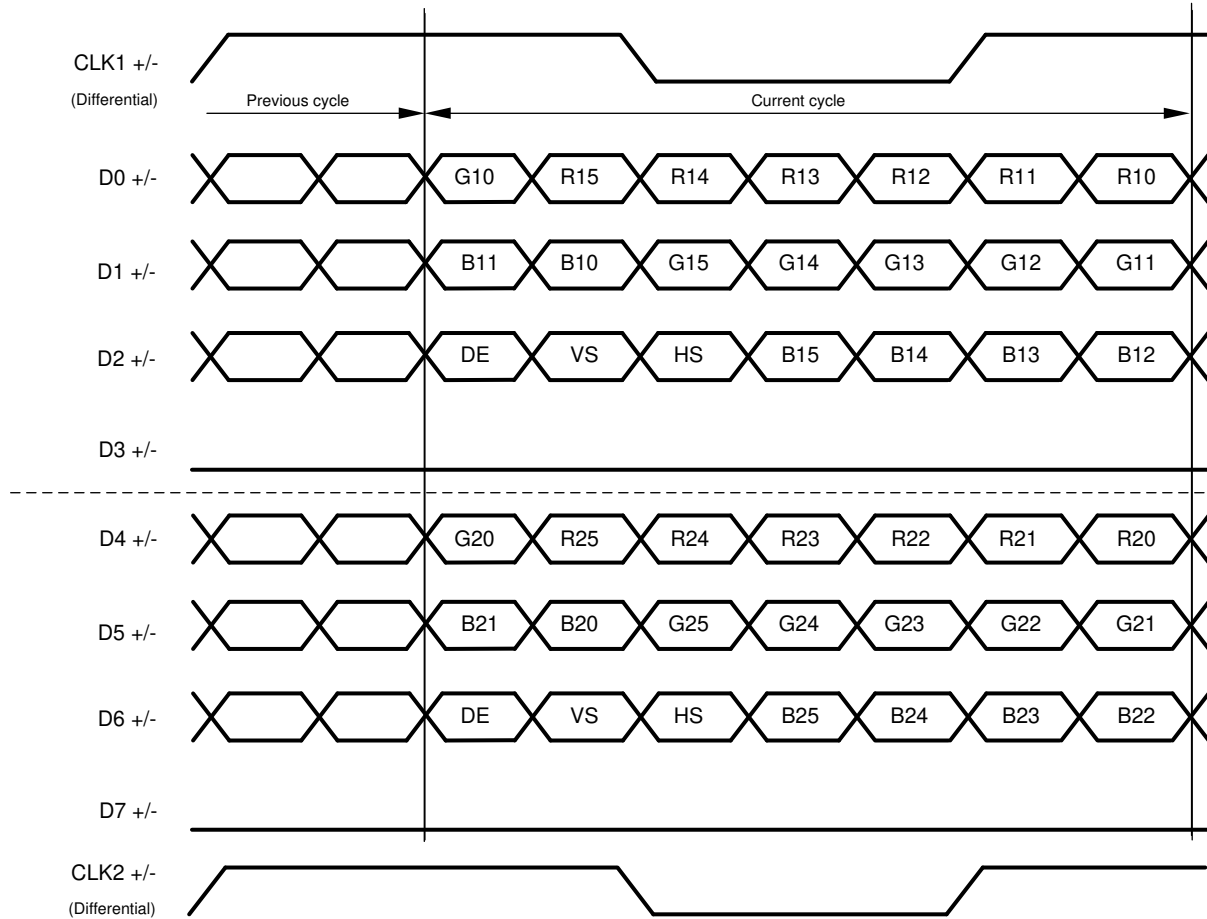 CLK1 +/-
(Differential)
Previous cycle
Current cycle
D0 +/- G10 R15 R14 R13 R12 R11 R10
D1 +/- B11 B10 G15 G14 G13 G12 G11
D2 +/- DE VS HS B15 B14 B13 B12
D3 +/-
D4 +/- G20 R25 R24 R23 R22 R21 R20
D5 +/- B21 B20 G25 G24 G23 G22 G21
D6 +/- DE VS HS B25 B24 B23 B22
D7 +/-
CLK2 +/-
(Differential)